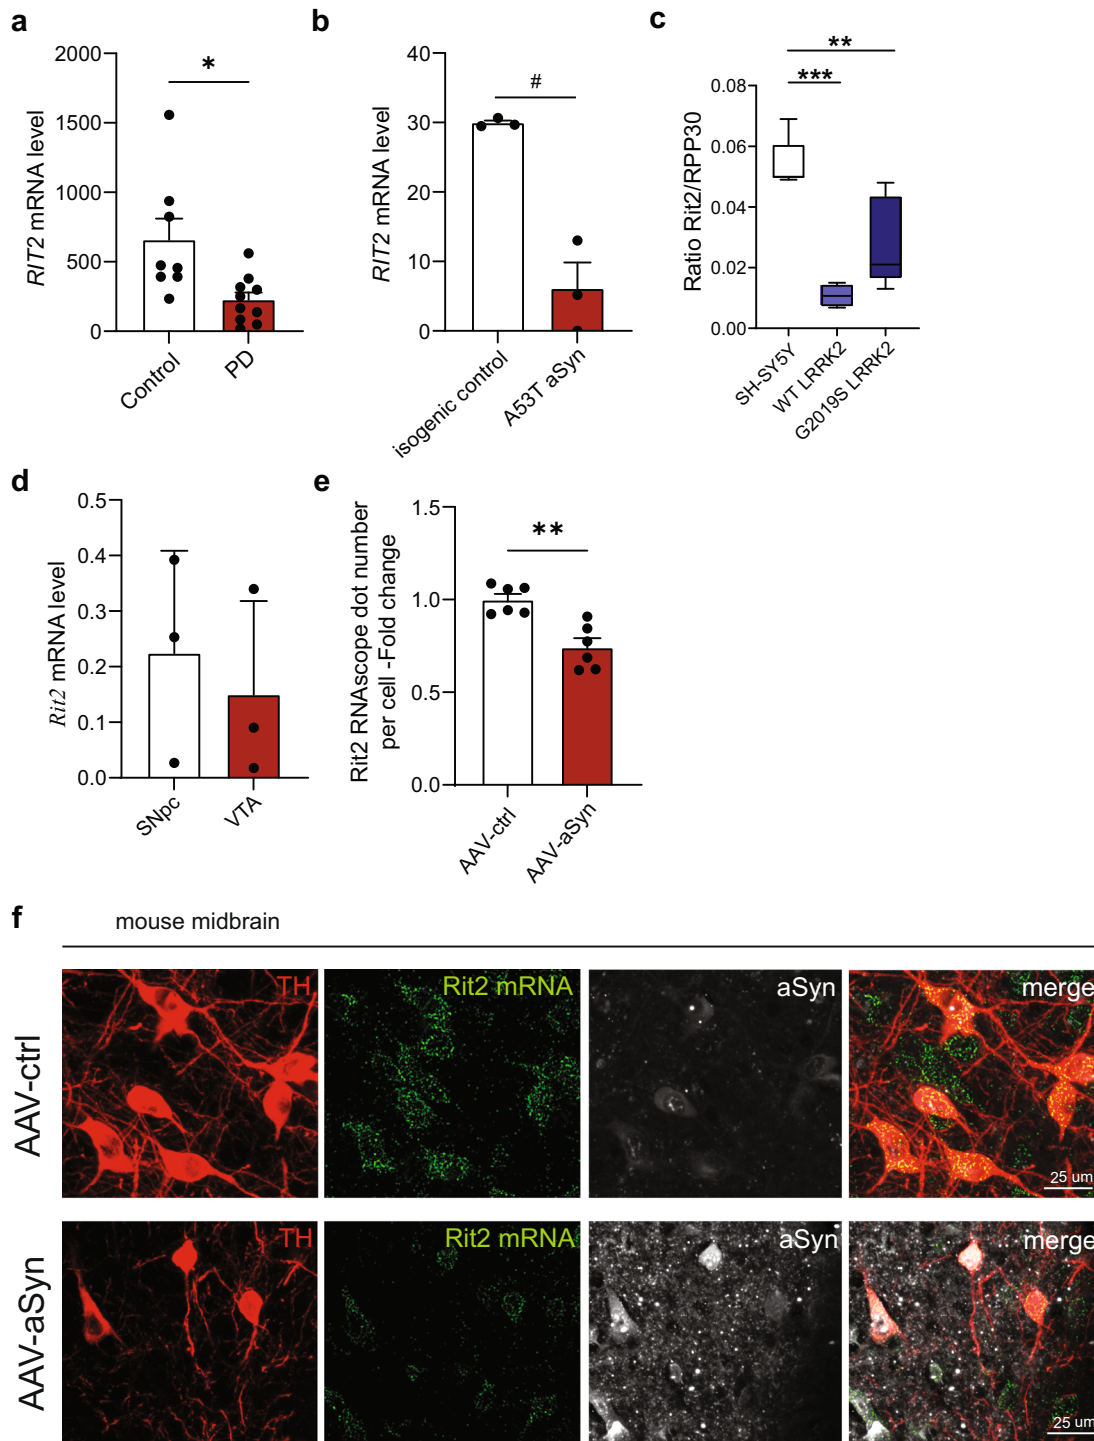 a
2000
1500
1000
500
0
RIT2 mRNA level
*
Control
PD
b
40
30
20
10
0
RIT2 mRNA level
#
isogenic control
A53T aSyn
c
0.08
0.06
0.04
0.02
0.00
Ratio Rit2/RPP30
**
***
SH-SY5Y
WT LRRK2
G2019S LRRK2
d
0.5
0.4
0.3
0.2
0.1
0.0
Rit2 mRNA level
SNpc
VTA
e
1.5
1.0
0.5
0.0
Rit2 RNAscope dot number
per cell -Fold change
**
AAV-ctrl
AAV-aSyn
f
mouse midbrain
AAV-ctrl
TH
Rit2 mRNA
aSyn
merge
25 um
AAV-aSyn
TH
Rit2 mRNA
aSyn
merge
25 um